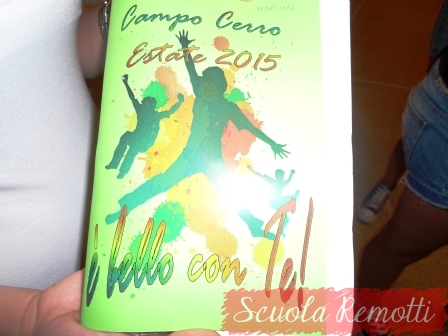 Campo Cerro
Estate 2015
è bello con Te!
Scuola Remotti